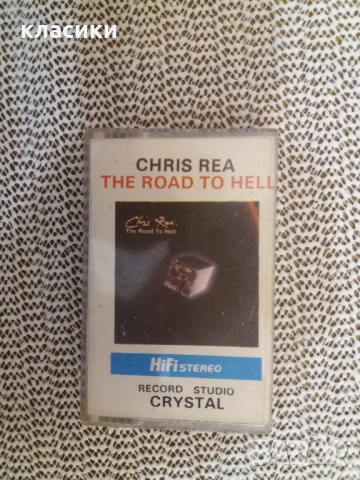 класики
CHRIS REA
THE ROAD TO HELL
Chris Rea.
The Road To Hell
HiFi STEREO
RECORD STUDIO
CRYSTAL